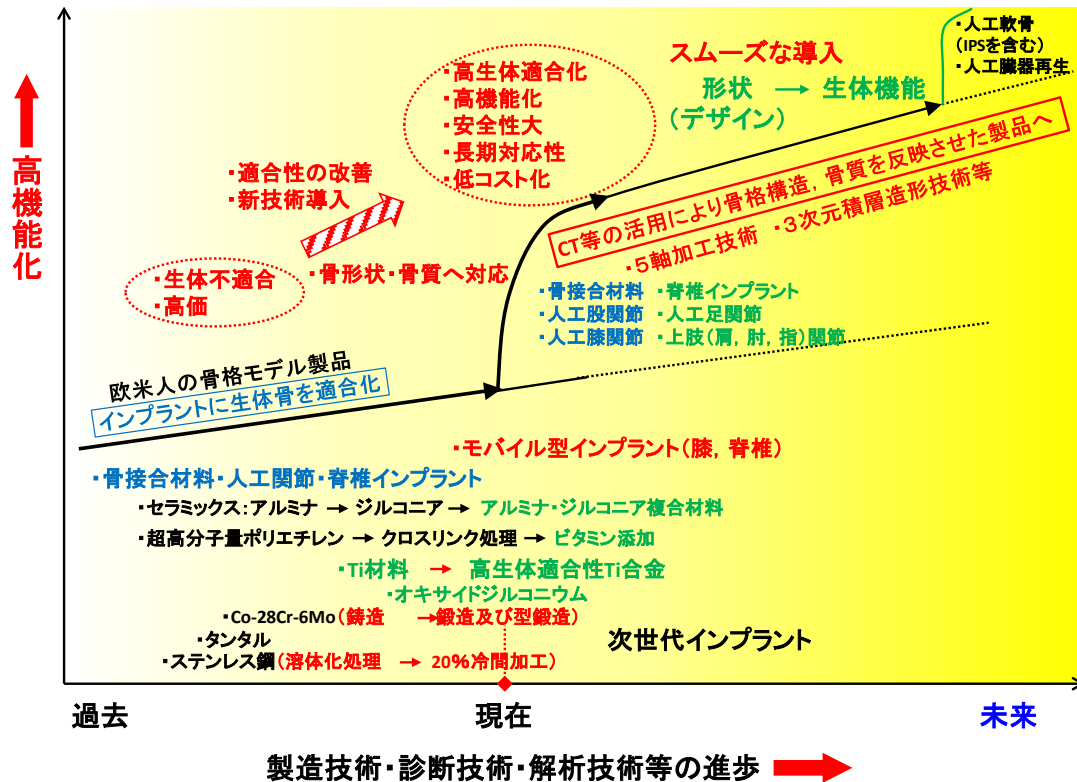 ・人工軟骨
(IPSを含む)
・人工臓器再生
スムーズな導入
形状 → 生体機能
(デザイン)
・高生体適合化
・高機能化
・安全性大
・長期対応性
・低コスト化
高機能化
・適合性の改善
・新技術導入
CT等の活用により骨格構造，骨質を反映させた製品へ
・5軸加工技術 ・3次元積層造形技術等
・生体不適合
・高価
・骨形状・骨質へ対応
・骨接合材料 ・脊椎インプラント
・人工股関節 ・人工足関節
・人工膝関節 ・上肢(肩，肘，指)関節
欧米人の骨格モデル製品
インプラントに生体骨を適合化
・モバイル型インプラント(膝，脊椎)
・骨接合材料・人工関節・脊椎インプラント
・セラミックス：アルミナ → ジルコニア → アルミナ・ジルコニア複合材料
・超高分子量ポリエチレン → クロスリンク処理 → ビタミン添加
・Ti材料 → 高生体適合性Ti合金
・オキサイドジルコニウム
・Co-28Cr-6Mo(鋳造 →鍛造及び型鍛造)
・タンタル
・ステンレス鋼(溶体化処理 → 20%冷間加工)
次世代インプラント
過去 現在 未来
製造技術・診断技術・解析技術等の進歩